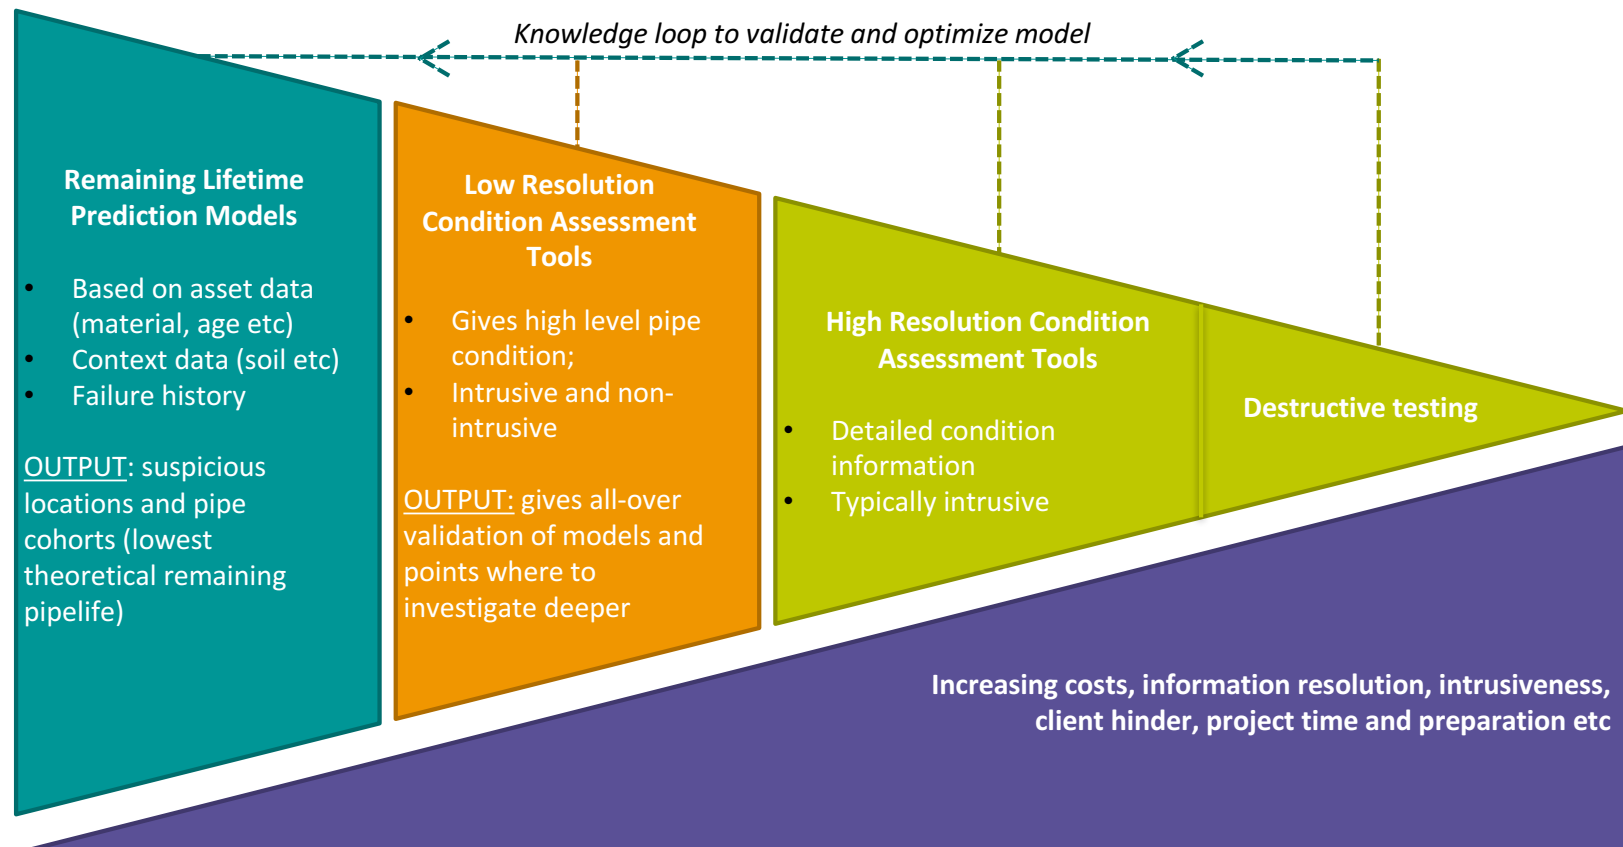 Knowledge loop to validate and optimize model
Remaining Lifetime
Prediction Models
• Based on asset data
(material, age etc)
• Context data (soil etc)
• Failure history
OUTPUT: suspicious
locations and pipe
cohorts (lowest
theoretical remaining
pipelife)
Low Resolution
Condition Assessment
Tools
• Gives high level pipe
condition;
• Intrusive and non-
intrusive
OUTPUT: gives all-over
validation of models and
points where to
investigate deeper
High Resolution Condition
Assessment Tools
• Detailed condition
information
• Typically intrusive
Destructive testing
Increasing costs, information resolution, intrusiveness,
client hinder, project time and preparation etc